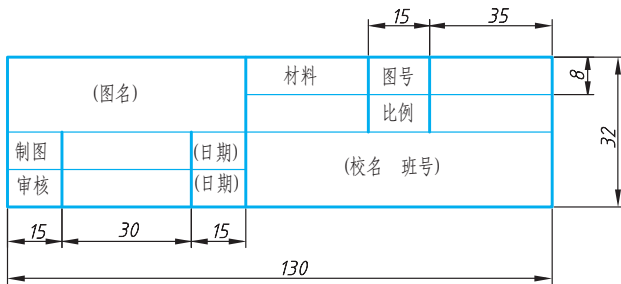 15 35
材料 图号
8
(图名)
比例
32
制图 (日期)
(校名 班号)
审核 (日期)
15 30 15
130